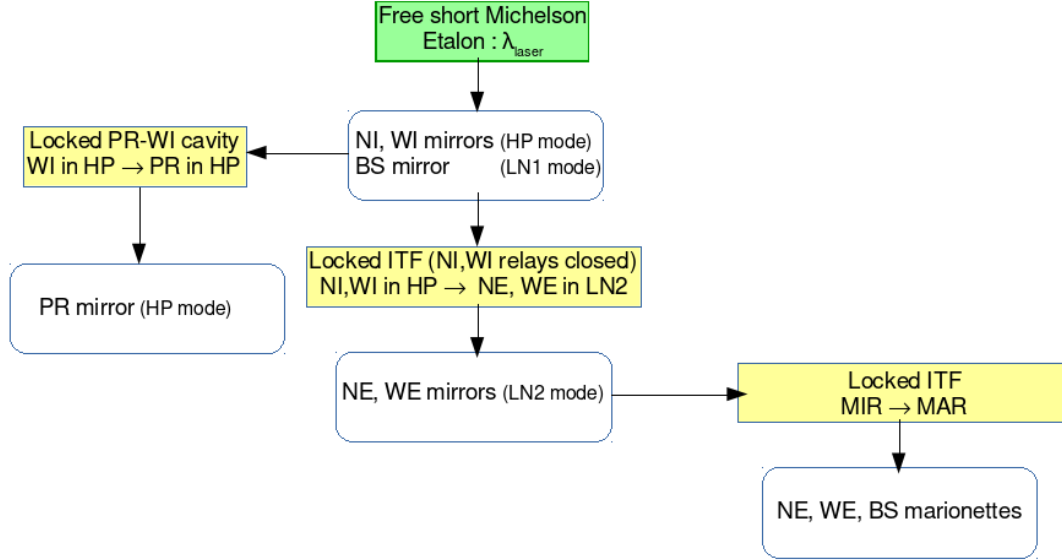 Free short Michelson
Etalon : λlaser
NI, WI mirrors (HP mode)
BS mirror (LN1 mode)
Locked PR-WI cavity
WI in HP → PR in HP
PR mirror (HP mode)
Locked ITF (NI,WI relays closed)
NI,WI in HP → NE, WE in LN2
NE, WE mirrors (LN2 mode)
Locked ITF
MIR → MAR
NE, WE, BS marionettes